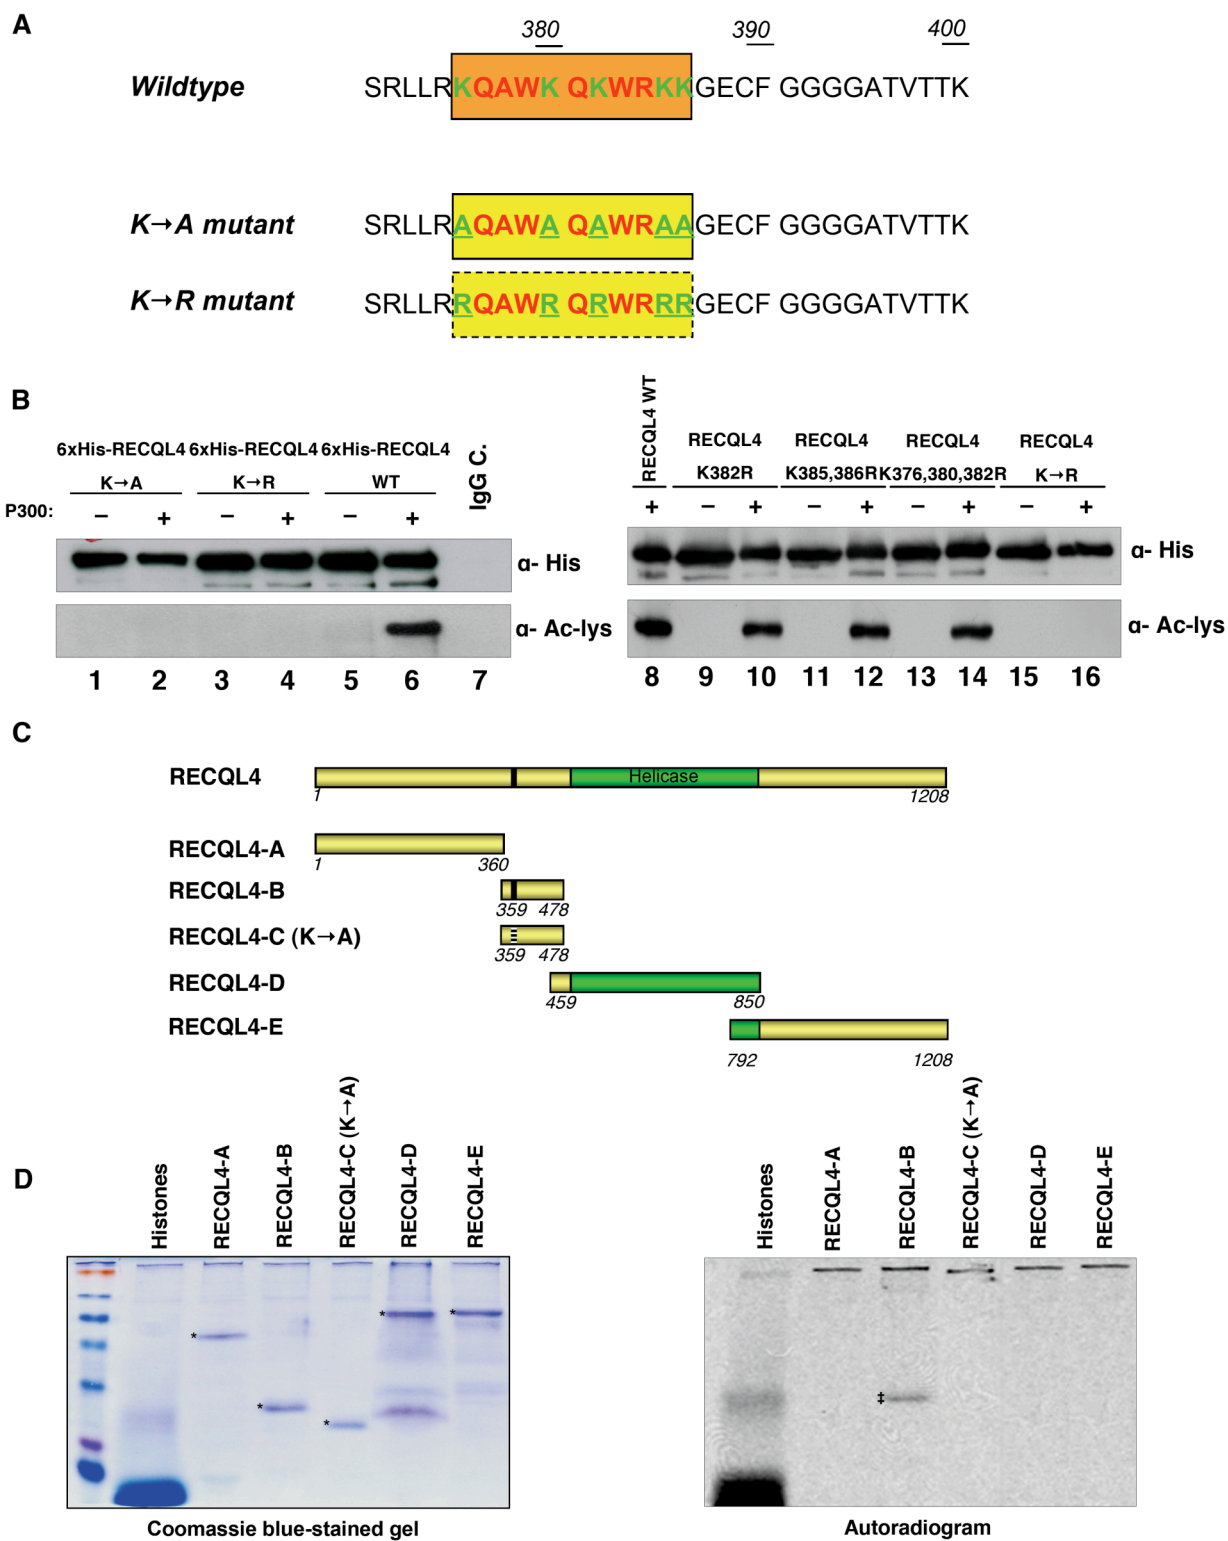 A
380 390 400
Wildtype SRLLRKQAWK QKWRKKGECF GGGGATVTTK
K→A mutant SRLLRAQAWA QAWRAAGECF GGGGATVTTK
K→R mutant SRLLRRQAWR QRWRRRGECF GGGGATVTTK
B
6xHis-RECQL4 6xHis-RECQL4 6xHis-RECQL4
K→A K→R WT
IgG C.
P300: – + – + – +
α- His
α- Ac-lys
1 2 3 4 5 6 7
RECQL4 WT
RECQL4 RECQL4 RECQL4 RECQL4
K382R K385,386R K376,380,382R K→R
+ – + – + – + – +
α- His
α- Ac-lys
8 9 10 11 12 13 14 15 16
C
RECQL4 Helicase
1 1208
RECQL4-A
1 360
RECQL4-B
359 478
RECQL4-C (K→A)
359 478
RECQL4-D
459 850
RECQL4-E
792 1208
D
Histones
RECQL4-A
RECQL4-B
RECQL4-C (K→A)
RECQL4-D
RECQL4-E
* * * * *
Coomassie blue-stained gel
Histones
RECQL4-A
RECQL4-B
RECQL4-C (K→A)
RECQL4-D
RECQL4-E
‡
Autoradiogram